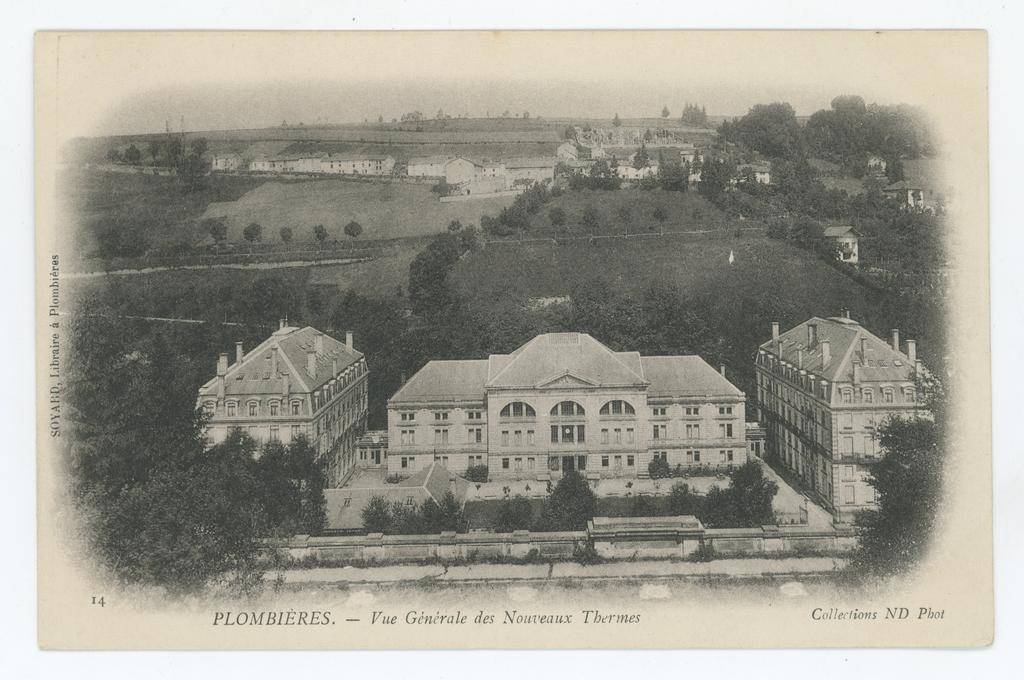 SOYARD, Libraire à Plombières
14
PLOMBIÈRES. — Vue Générale des Nouveaux Thermes
Collections ND Phot